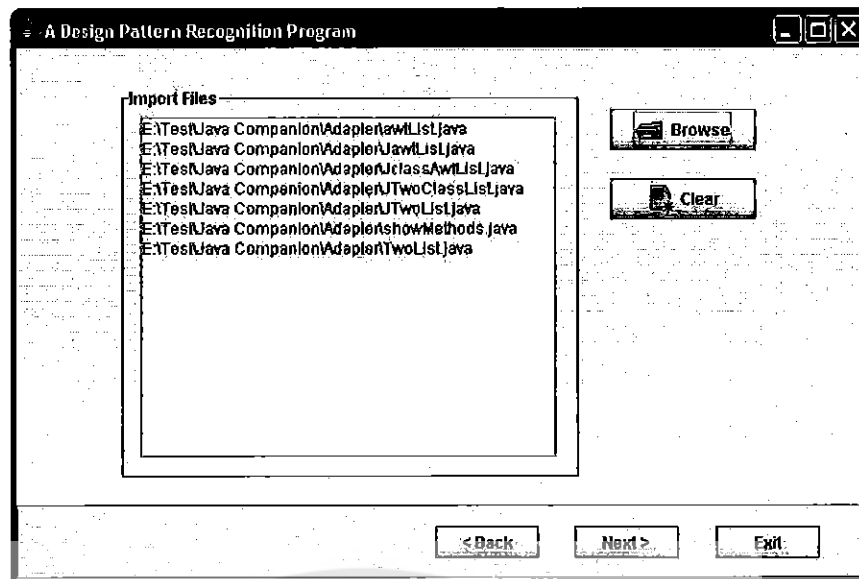 A Design Pattern Recognition Program
Import Files
E:\Test\Java Companion\Adapter\awtList.java
E:\Test\Java Companion\Adapter\JawtList.java
E:\Test\Java Companion\Adapter\JclassAwtList.java
E:\Test\Java Companion\Adapter\JTwoClassList.java
E:\Test\Java Companion\Adapter\JTwoList.java
E:\Test\Java Companion\Adapter\showMethods.java
E:\Test\Java Companion\Adapter\TwoList.java
Browse
Clear
< Back
Next >
Exit